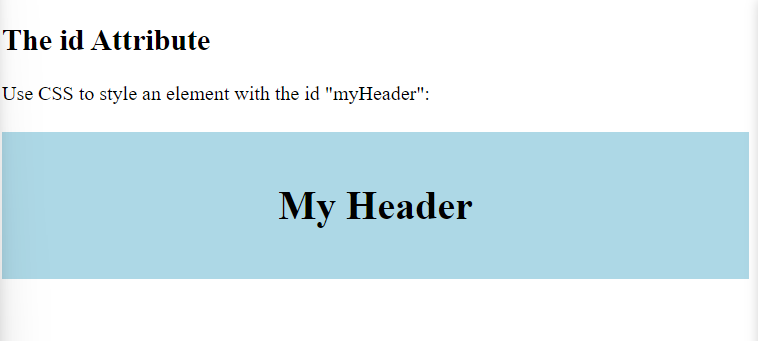 The id Attribute
Use CSS to style an element with the id "myHeader":
My Header